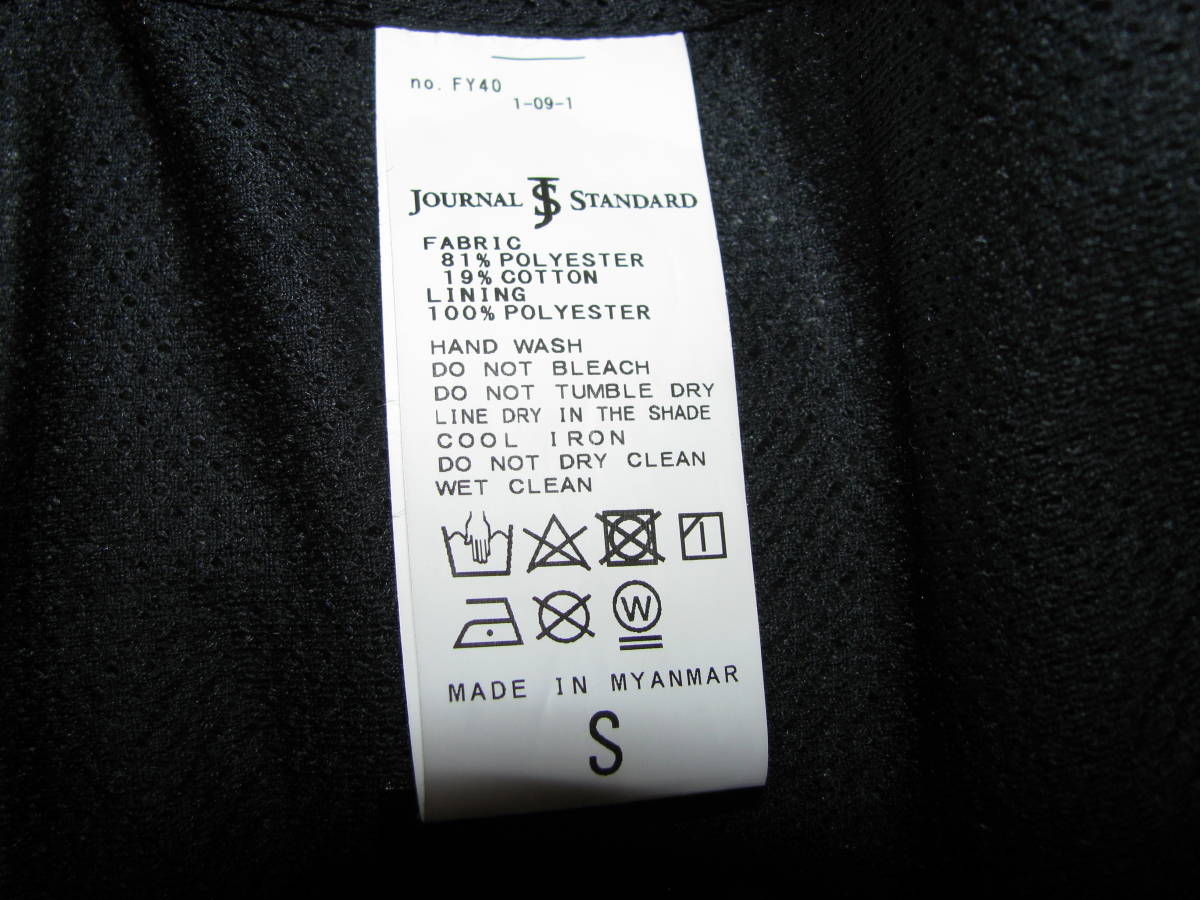 no. FY40
1-09-1
JOURNAL JS STANDARD
FABRIC
81% POLYESTER
19% COTTON
LINING
100% POLYESTER
HAND WASH
DO NOT BLEACH
DO NOT TUMBLE DRY
LINE DRY IN THE SHADE
COOL IRON
DO NOT DRY CLEAN
WET CLEAN
W
MADE IN MYANMAR
S